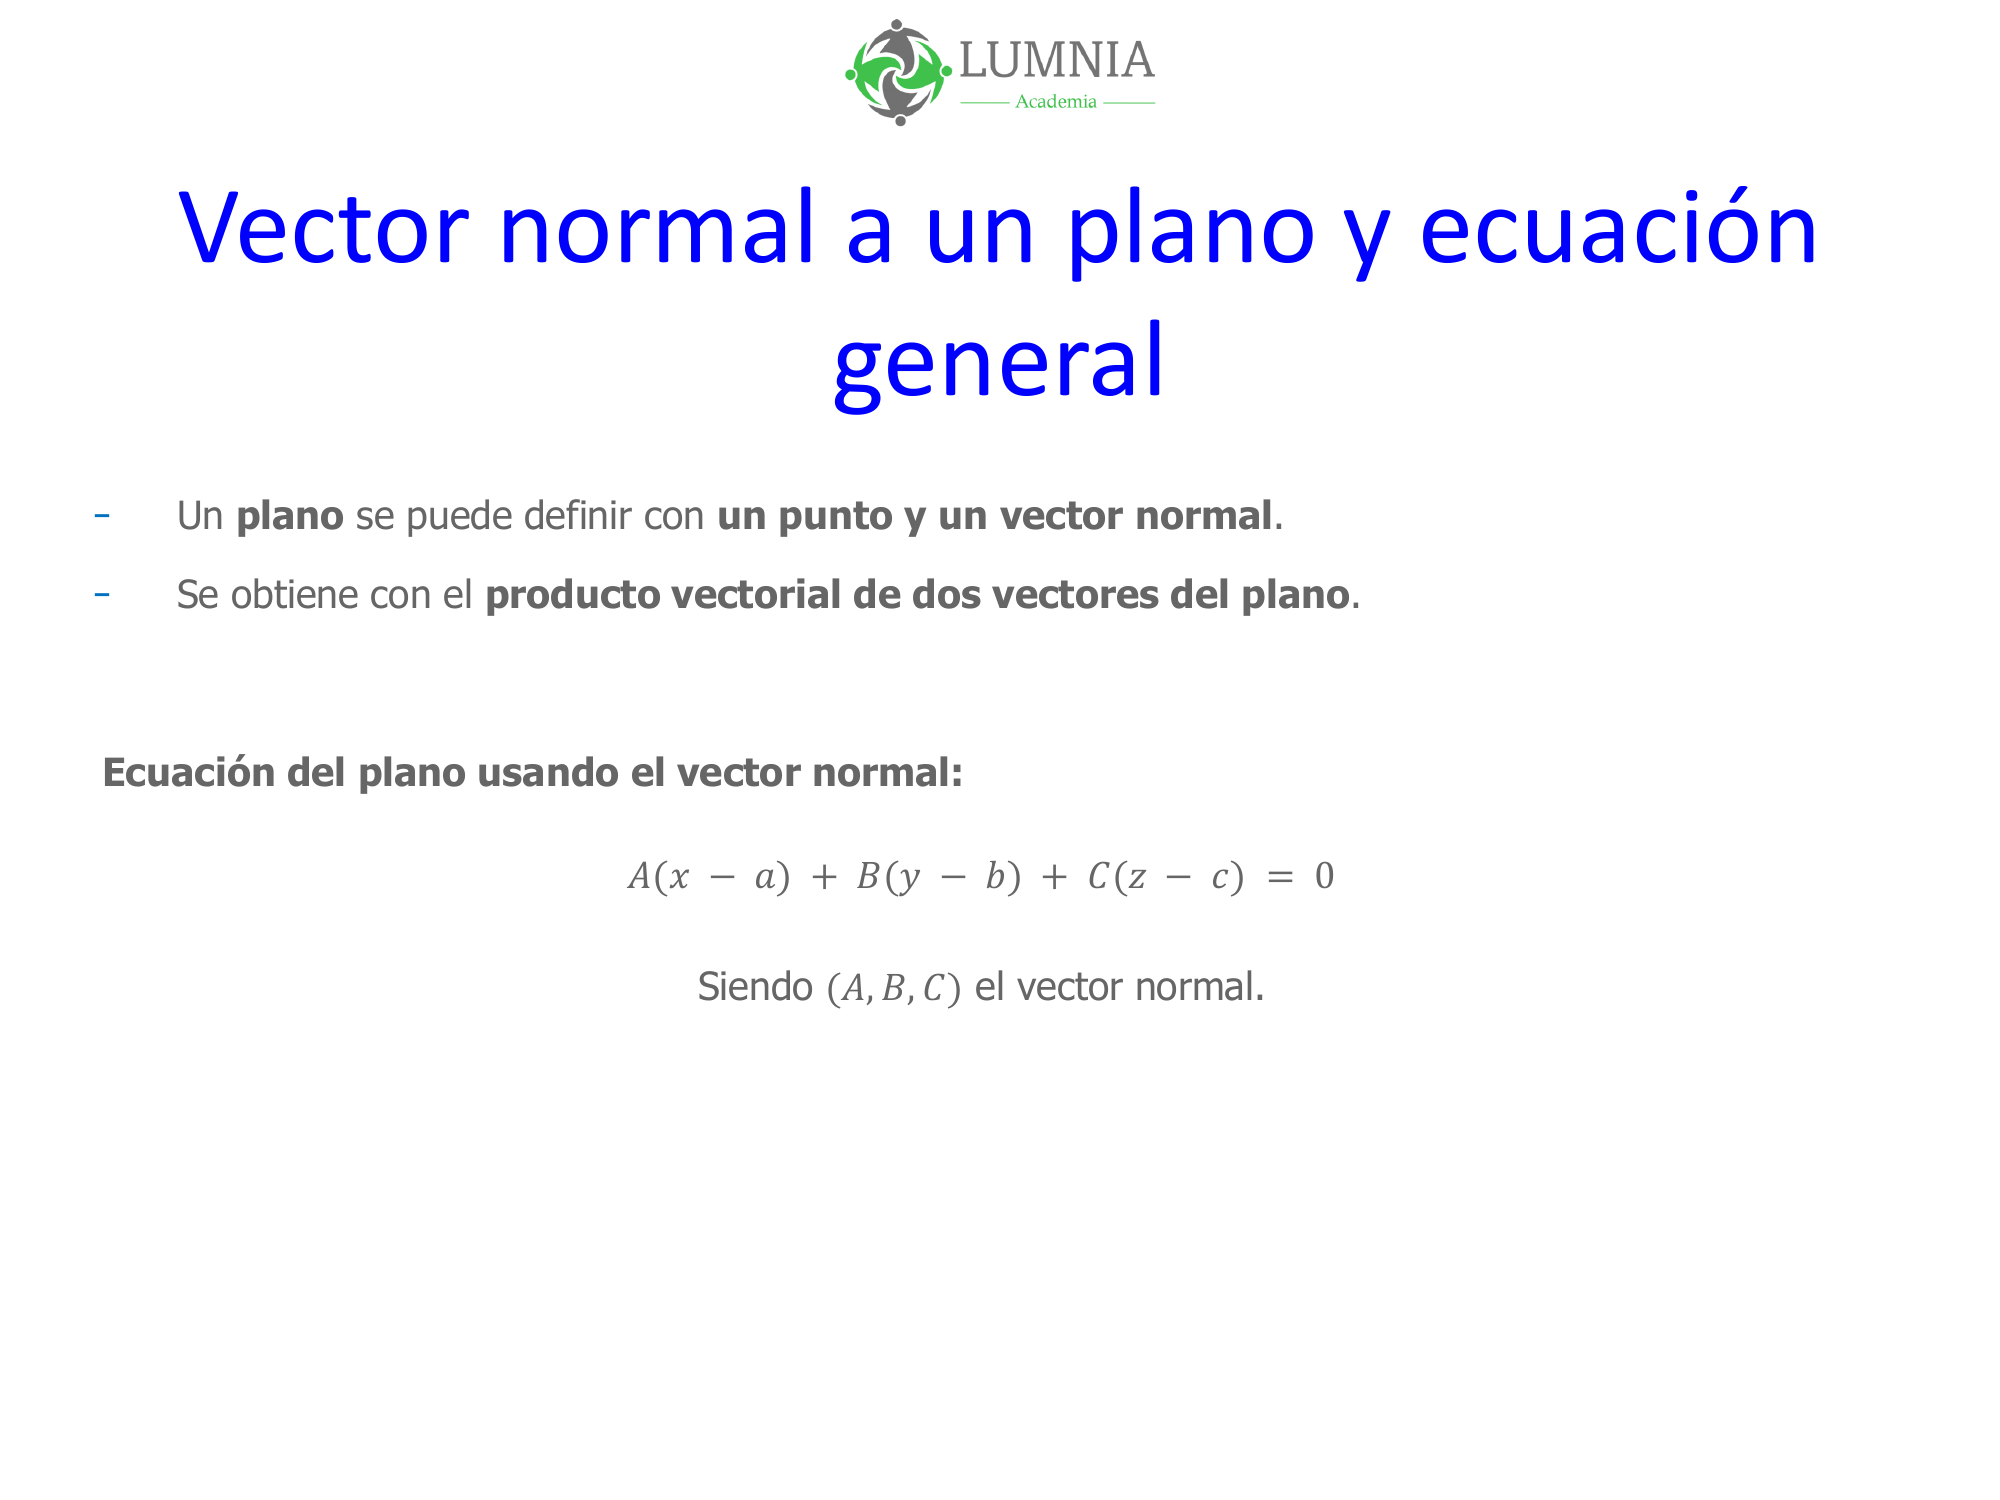 LUMNIA
Academia
Vector normal a un plano y ecuación
general
- Un plano se puede definir con un punto y un vector normal.
- Se obtiene con el producto vectorial de dos vectores del plano.
Ecuación del plano usando el vector normal:
A(x − a) + B(y − b) + C(z − c) = 0
Siendo (A, B, C) el vector normal.